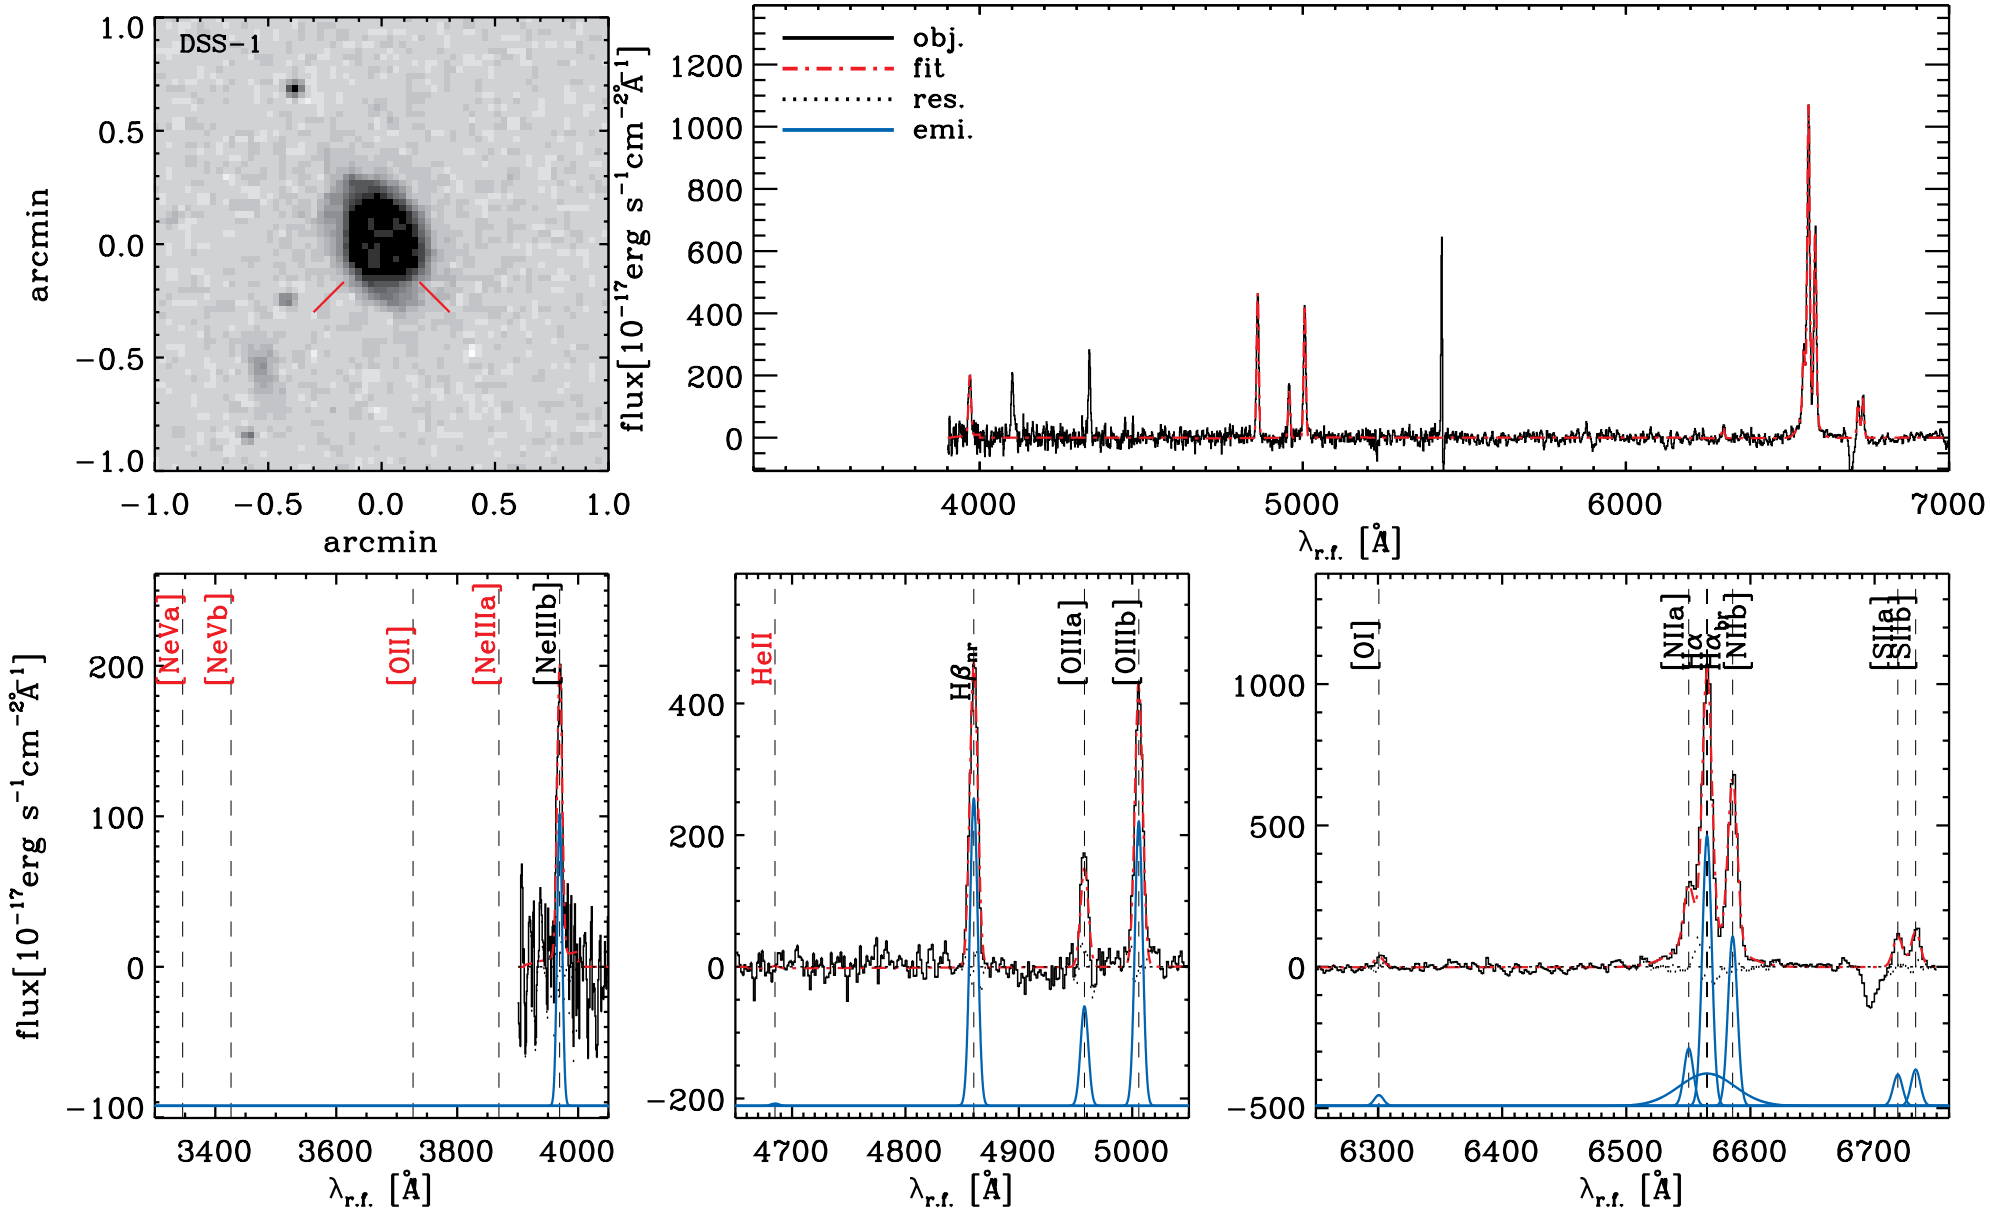 DSS-1
1.0
0.5
0.0
-0.5
-1.0
arcmin
-1.0 -0.5 0.0 0.5 1.0
arcmin
obj.
fit
res.
emi.
flux[10⁻¹⁷erg s⁻¹cm⁻²Å⁻¹]
1200
1000
800
600
400
200
0
4000 5000 6000 7000
λr.f. [Å]
[NeVa]
[NeVb]
[OII]
[NeIIIa]
[NeIIIb]
flux[10⁻¹⁷erg s⁻¹cm⁻²Å⁻¹]
200
100
0
-100
3400 3600 3800 4000
λr.f. [Å]
HeII
Hβnr
[OIIIa]
[OIIIb]
400
200
0
-200
4700 4800 4900 5000
λr.f. [Å]
[OI]
[NIIa]
Hα
Hαbr
[NIIb]
[SIIa]
[SIIb]
1000
500
0
-500
6300 6400 6500 6600 6700
λr.f. [Å]